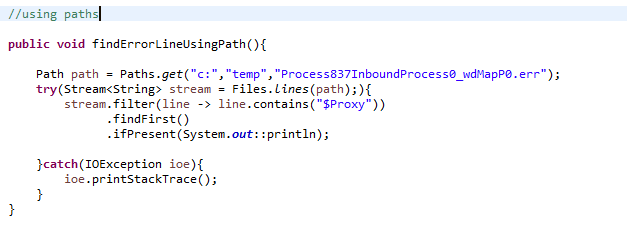 //using paths
public void findErrorLineUsingPath(){
Path path = Paths.get("c:","temp","Process837InboundProcess0_wdMapP0.err");
try(Stream<String> stream = Files.lines(path);){
stream.filter(line -> line.contains("$Proxy"))
.findFirst()
.ifPresent(System.out::println);
}catch(IOException ioe){
ioe.printStackTrace();
}
}